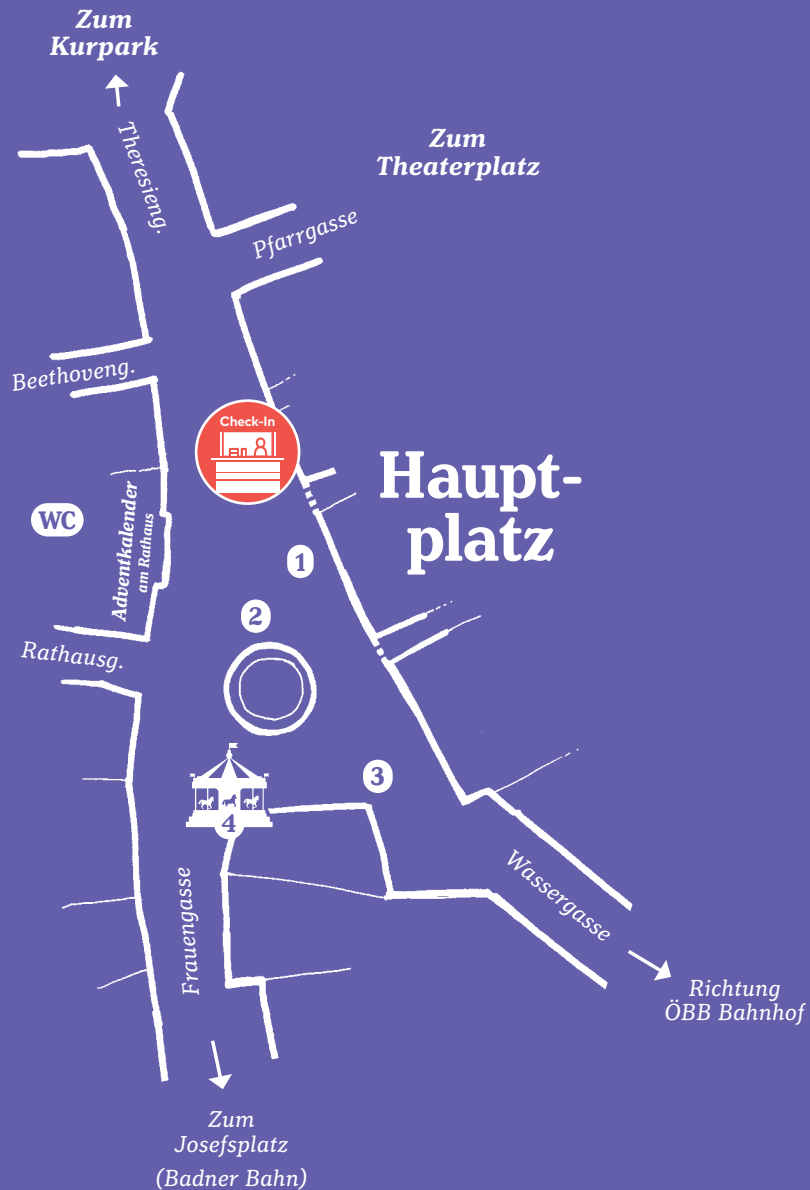 Zum
Kurpark
Theresieng.
Zum
Theaterplatz
Pfarrgasse
Beethoveng.
Check-In
Haupt-
platz
WC
Adventkalender
am Rathaus
1
2
Rathausg.
3
4
Frauengasse
Wassergasse
Richtung
ÖBB Bahnhof
Zum
Josefsplatz
(Badner Bahn)